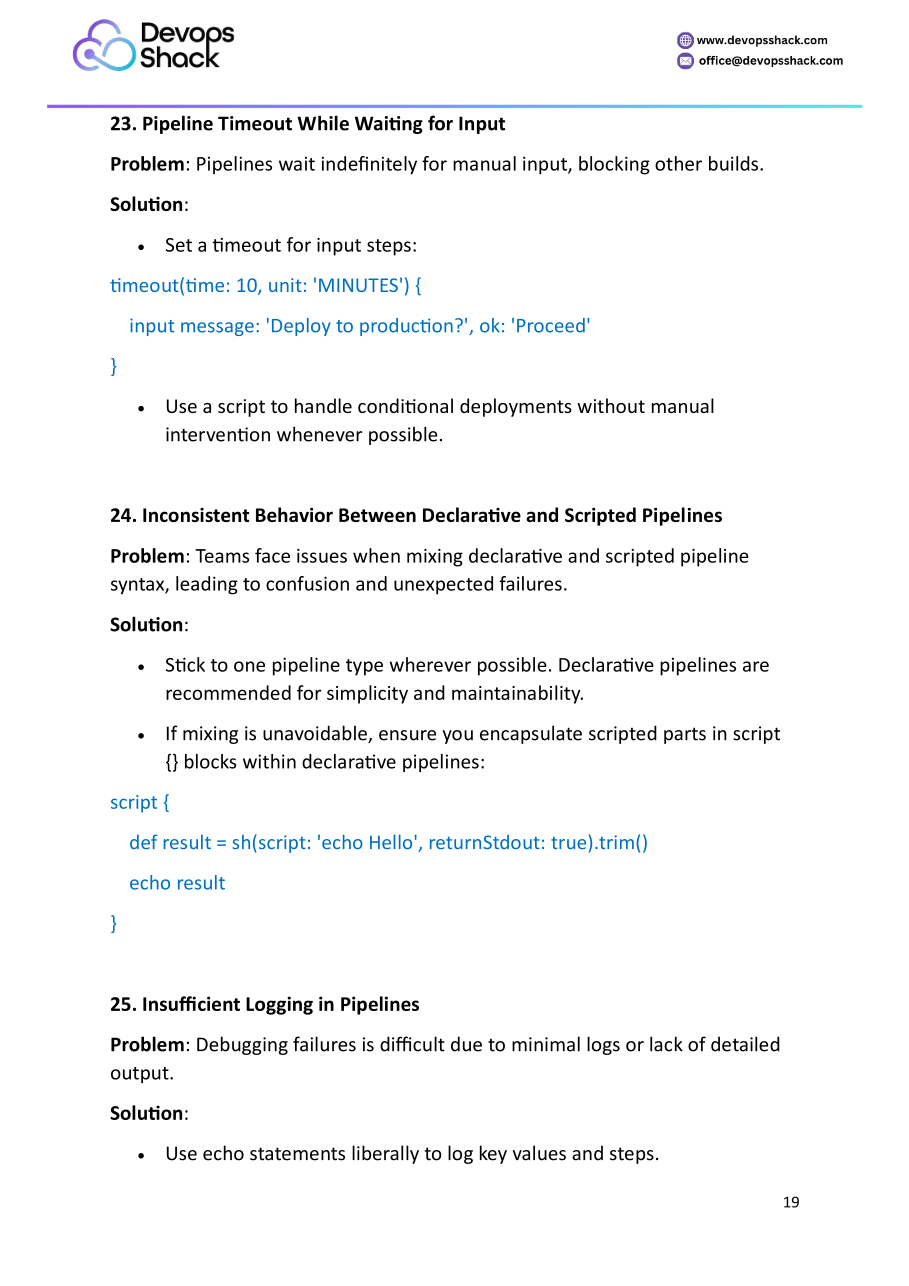 Devops
Shack
www.devopsshack.com
office@devopsshack.com
23. Pipeline Timeout While Waiting for Input
Problem: Pipelines wait indefinitely for manual input, blocking other builds.
Solution:
• Set a timeout for input steps:
timeout(time: 10, unit: 'MINUTES') {
input message: 'Deploy to production?', ok: 'Proceed'
}
• Use a script to handle conditional deployments without manual
intervention whenever possible.
24. Inconsistent Behavior Between Declarative and Scripted Pipelines
Problem: Teams face issues when mixing declarative and scripted pipeline
syntax, leading to confusion and unexpected failures.
Solution:
• Stick to one pipeline type wherever possible. Declarative pipelines are
recommended for simplicity and maintainability.
• If mixing is unavoidable, ensure you encapsulate scripted parts in script
{} blocks within declarative pipelines:
script {
def result = sh(script: 'echo Hello', returnStdout: true).trim()
echo result
}
25. Insufficient Logging in Pipelines
Problem: Debugging failures is difficult due to minimal logs or lack of detailed
output.
Solution:
• Use echo statements liberally to log key values and steps.
19